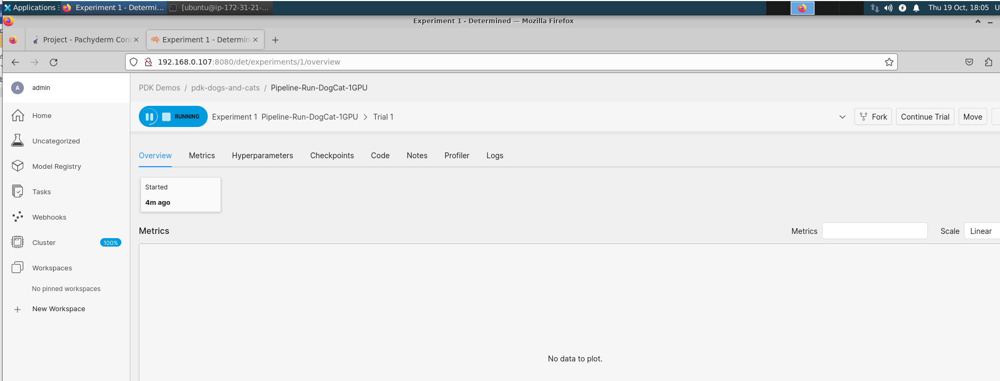 Applications
Experiment 1 - Determi...
[ubuntu@ip-172-31-21-...
Thu 19 Oct, 18:05 U
Experiment 1 - Determined — Mozilla Firefox
Project - Pachyderm Con
Experiment 1 - Determin
192.168.0.107:8080/det/experiments/1/overview
A admin
PDK Demos / pdk-dogs-and-cats / Pipeline-Run-DogCat-1GPU
Home
RUNNING
Experiment 1 Pipeline-Run-DogCat-1GPU > Trial 1
Fork
Continue Trial
Move
Uncategorized
Overview
Metrics
Hyperparameters
Checkpoints
Code
Notes
Profiler
Logs
Model Registry
Tasks
Started
4m ago
Webhooks
Metrics
Metrics
Scale
Linear
Cluster
100%
Workspaces
No pinned workspaces
New Workspace
No data to plot.